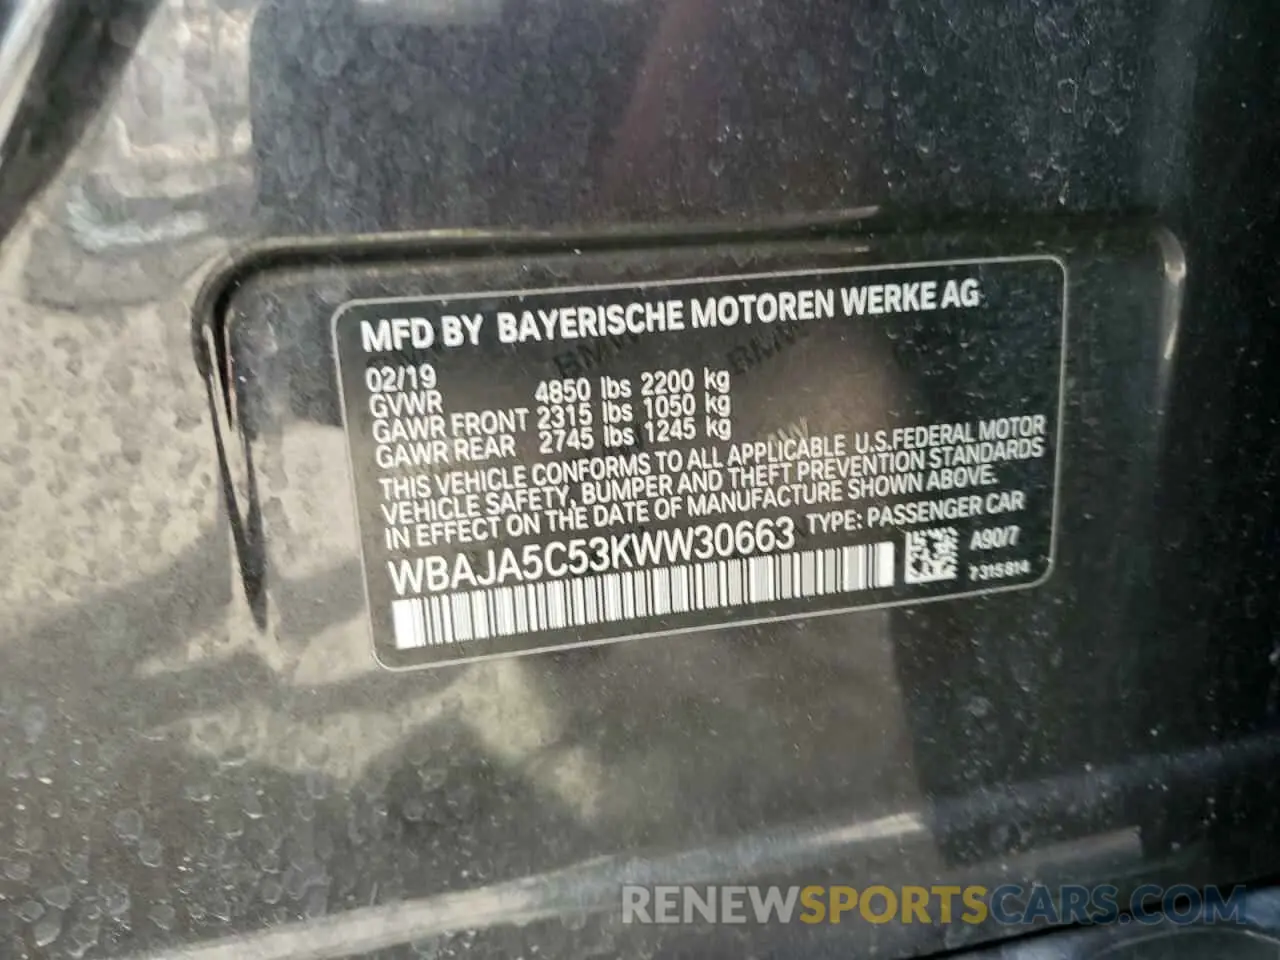 MFD BY BAYERISCHE MOTOREN WERKE AG
02/19
GVWR 4850 lbs 2200 kg
GAWR FRONT 2315 lbs 1050 kg
GAWR REAR 2745 lbs 1245 kg
THIS VEHICLE CONFORMS TO ALL APPLICABLE U.S.FEDERAL MOTOR
VEHICLE SAFETY, BUMPER AND THEFT PREVENTION STANDARDS
IN EFFECT ON THE DATE OF MANUFACTURE SHOWN ABOVE.
WBAJA5C53KWW30663 TYPE: PASSENGER CAR
A90/7
7315814
RENEWSPORTSCARS.COM